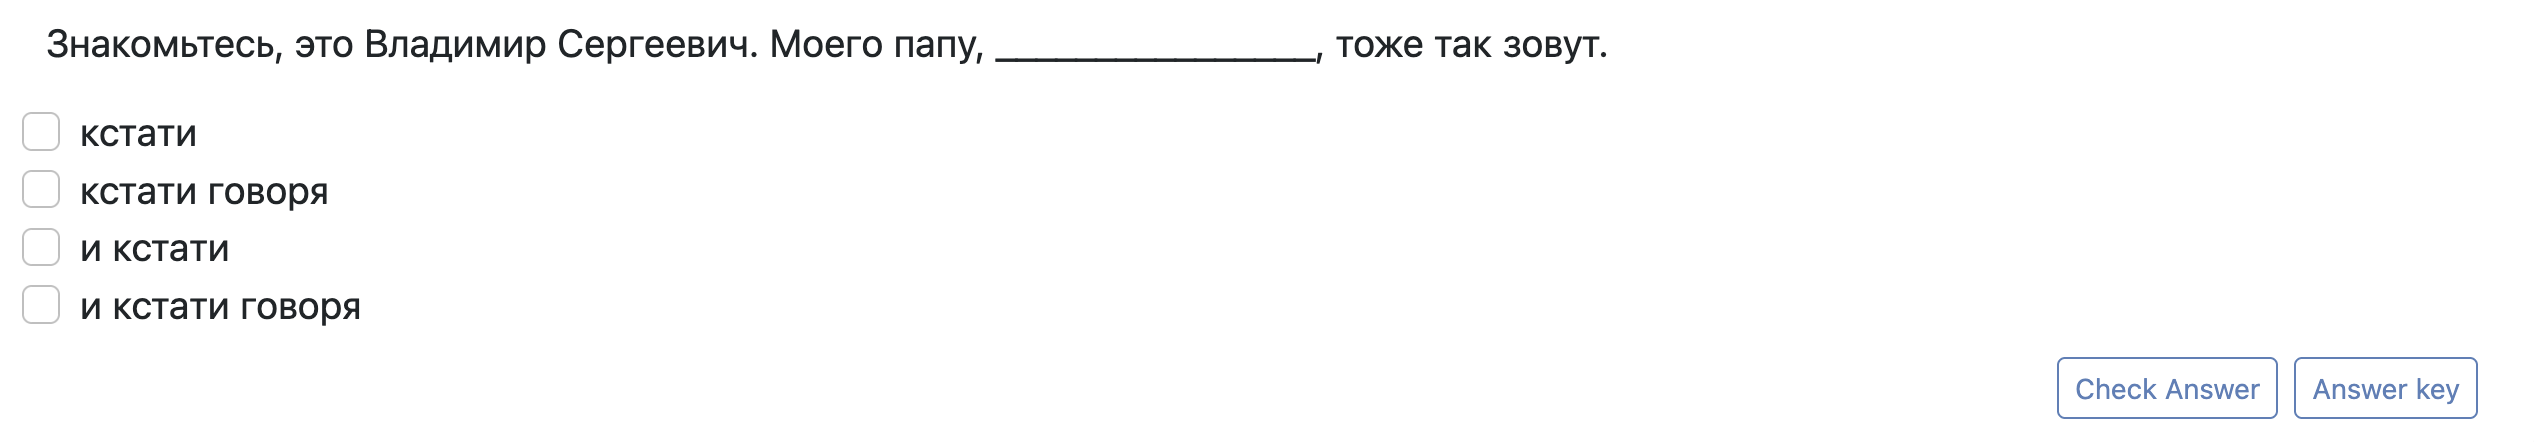 Знакомьтесь, это Владимир Сергеевич. Моего папу, ________________, тоже так зовут.
кстати
кстати говоря
и кстати
и кстати говоря
Check Answer Answer key